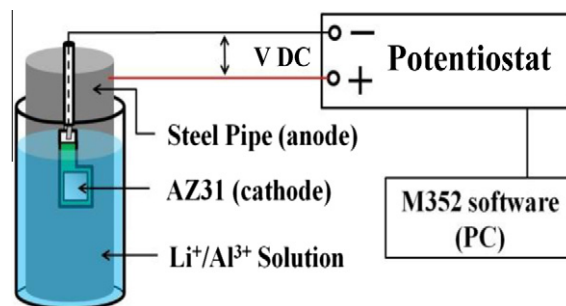 −
V DC
+
Potentiostat
Steel Pipe (anode)
AZ31 (cathode)
Li⁺/Al³⁺ Solution
M352 software
(PC)